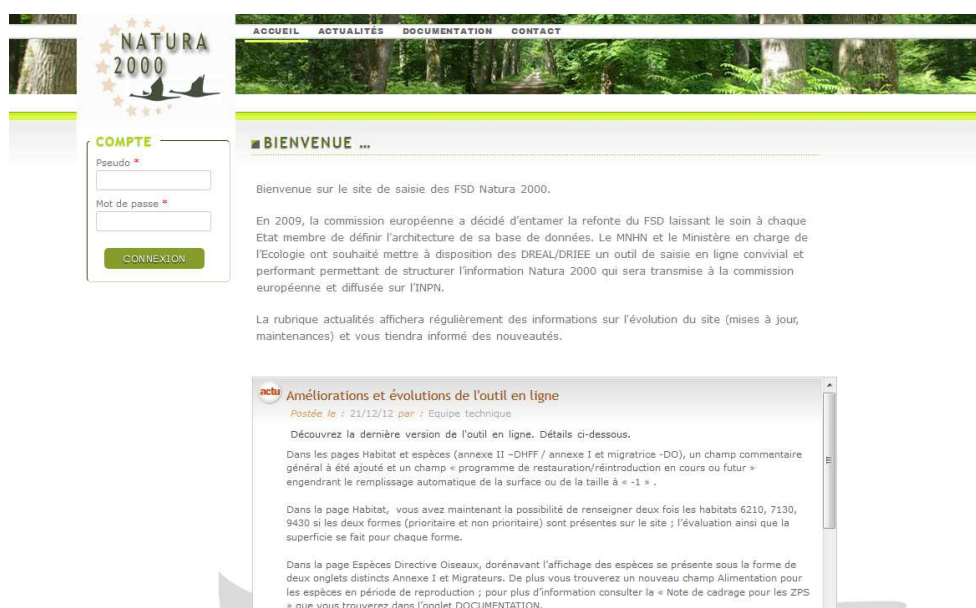 NATURA
2000
ACCUEIL ACTUALITÉS DOCUMENTATION CONTACT
COMPTE
Pseudo *
Mot de passe *
CONNEXION
BIENVENUE ...
Bienvenue sur le site de saisie des FSD Natura 2000.
En 2009, la commission européenne a décidé d'entamer la refonte du FSD laissant le soin à chaque
Etat membre de définir l'architecture de sa base de données. Le MNHN et le Ministère en charge de
l'Ecologie ont souhaité mettre à disposition des DREAL/DRIEE un outil de saisie en ligne convivial et
performant permettant de structurer l'information Natura 2000 qui sera transmise à la commission
européenne et diffusée sur l'INPN.
La rubrique actualités affichera régulièrement des informations sur l'évolution du site (mises à jour,
maintenances) et vous tiendra informé des nouveautés.
actu
Améliorations et évolutions de l'outil en ligne
Postée le : 21/12/12 par : Equipe technique
Découvrez la dernière version de l'outil en ligne. Détails ci-dessous.
Dans les pages Habitat et espèces (annexe II –DHFF / annexe I et migratrice -DO), un champ commentaire
général à été ajouté et un champ « programme de restauration/réintroduction en cours ou futur »
engendrant le remplissage automatique de la surface ou de la taille à « -1 » .
Dans la page Habitat, vous avez maintenant la possibilité de renseigner deux fois les habitats 6210, 7130,
9430 si les deux formes (prioritaire et non prioritaire) sont présentes sur le site ; l'évaluation ainsi que la
superficie se fait pour chaque forme.
Dans la page Espèces Directive Oiseaux, dorénavant l'affichage des espèces se présente sous la forme de
deux onglets distincts Annexe I et Migrateurs. De plus vous trouverez un nouveau champ Alimentation pour
les espèces en période de reproduction ; pour plus d'information consulter la « Note de cadrage pour les ZPS
» que vous trouverez dans l'onglet DOCUMENTATION.